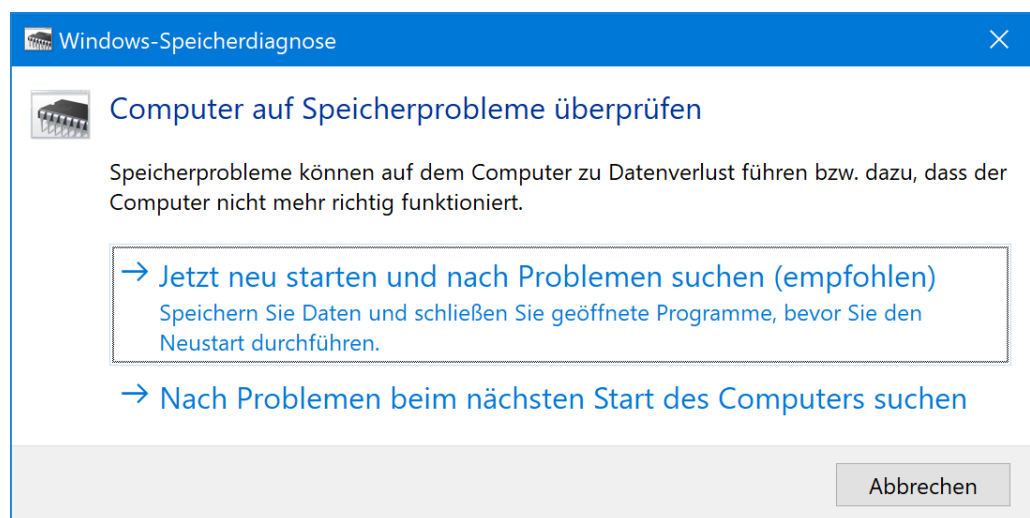 Windows-Speicherdiagnose
Computer auf Speicherprobleme überprüfen
Speicherprobleme können auf dem Computer zu Datenverlust führen bzw. dazu, dass der
Computer nicht mehr richtig funktioniert.
Jetzt neu starten und nach Problemen suchen (empfohlen)
Speichern Sie Daten und schließen Sie geöffnete Programme, bevor Sie den
Neustart durchführen.
Nach Problemen beim nächsten Start des Computers suchen
Abbrechen